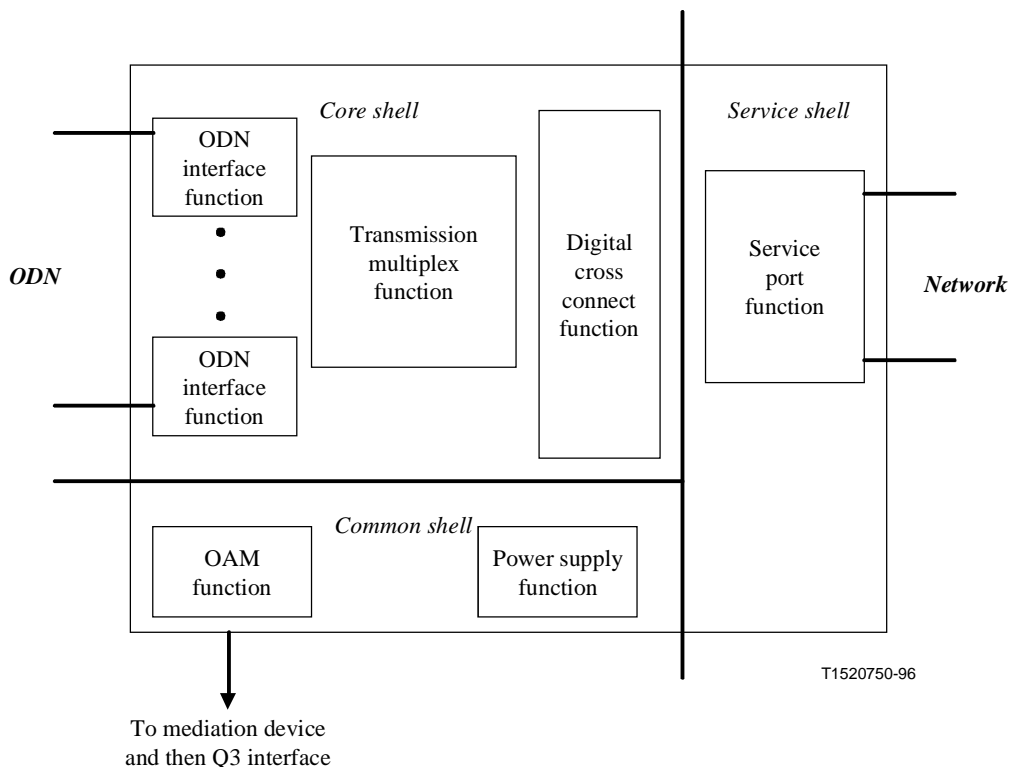 Core shell
Service shell
ODN
interface
function
Transmission
multiplex
function
Digital
cross
connect
function
Service
port
function
ODN
Network
ODN
interface
function
Common shell
OAM
function
Power supply
function
T1520750-96
To mediation device
and then Q3 interface